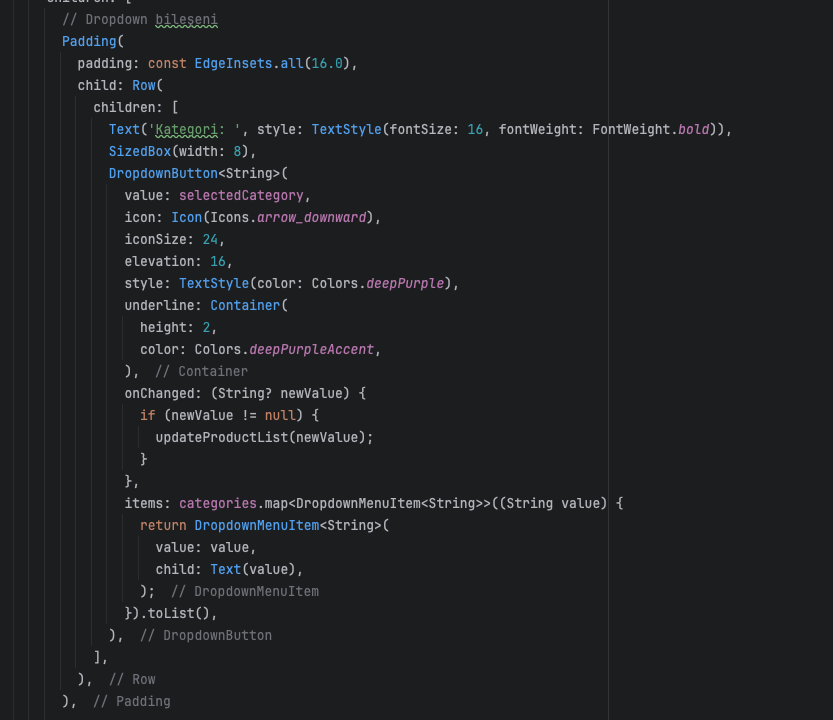 children: [
// Dropdown bileşeni
Padding(
padding: const EdgeInsets.all(16.0),
child: Row(
children: [
Text('Kategori: ', style: TextStyle(fontSize: 16, fontWeight: FontWeight.bold)),
SizedBox(width: 8),
DropdownButton<String>(
value: selectedCategory,
icon: Icon(Icons.arrow_downward),
iconSize: 24,
elevation: 16,
style: TextStyle(color: Colors.deepPurple),
underline: Container(
height: 2,
color: Colors.deepPurpleAccent,
), // Container
onChanged: (String? newValue) {
if (newValue != null) {
updateProductList(newValue);
}
},
items: categories.map<DropdownMenuItem<String>>((String value) {
return DropdownMenuItem<String>(
value: value,
child: Text(value),
); // DropdownMenuItem
}).toList(),
), // DropdownButton
],
), // Row
), // Padding